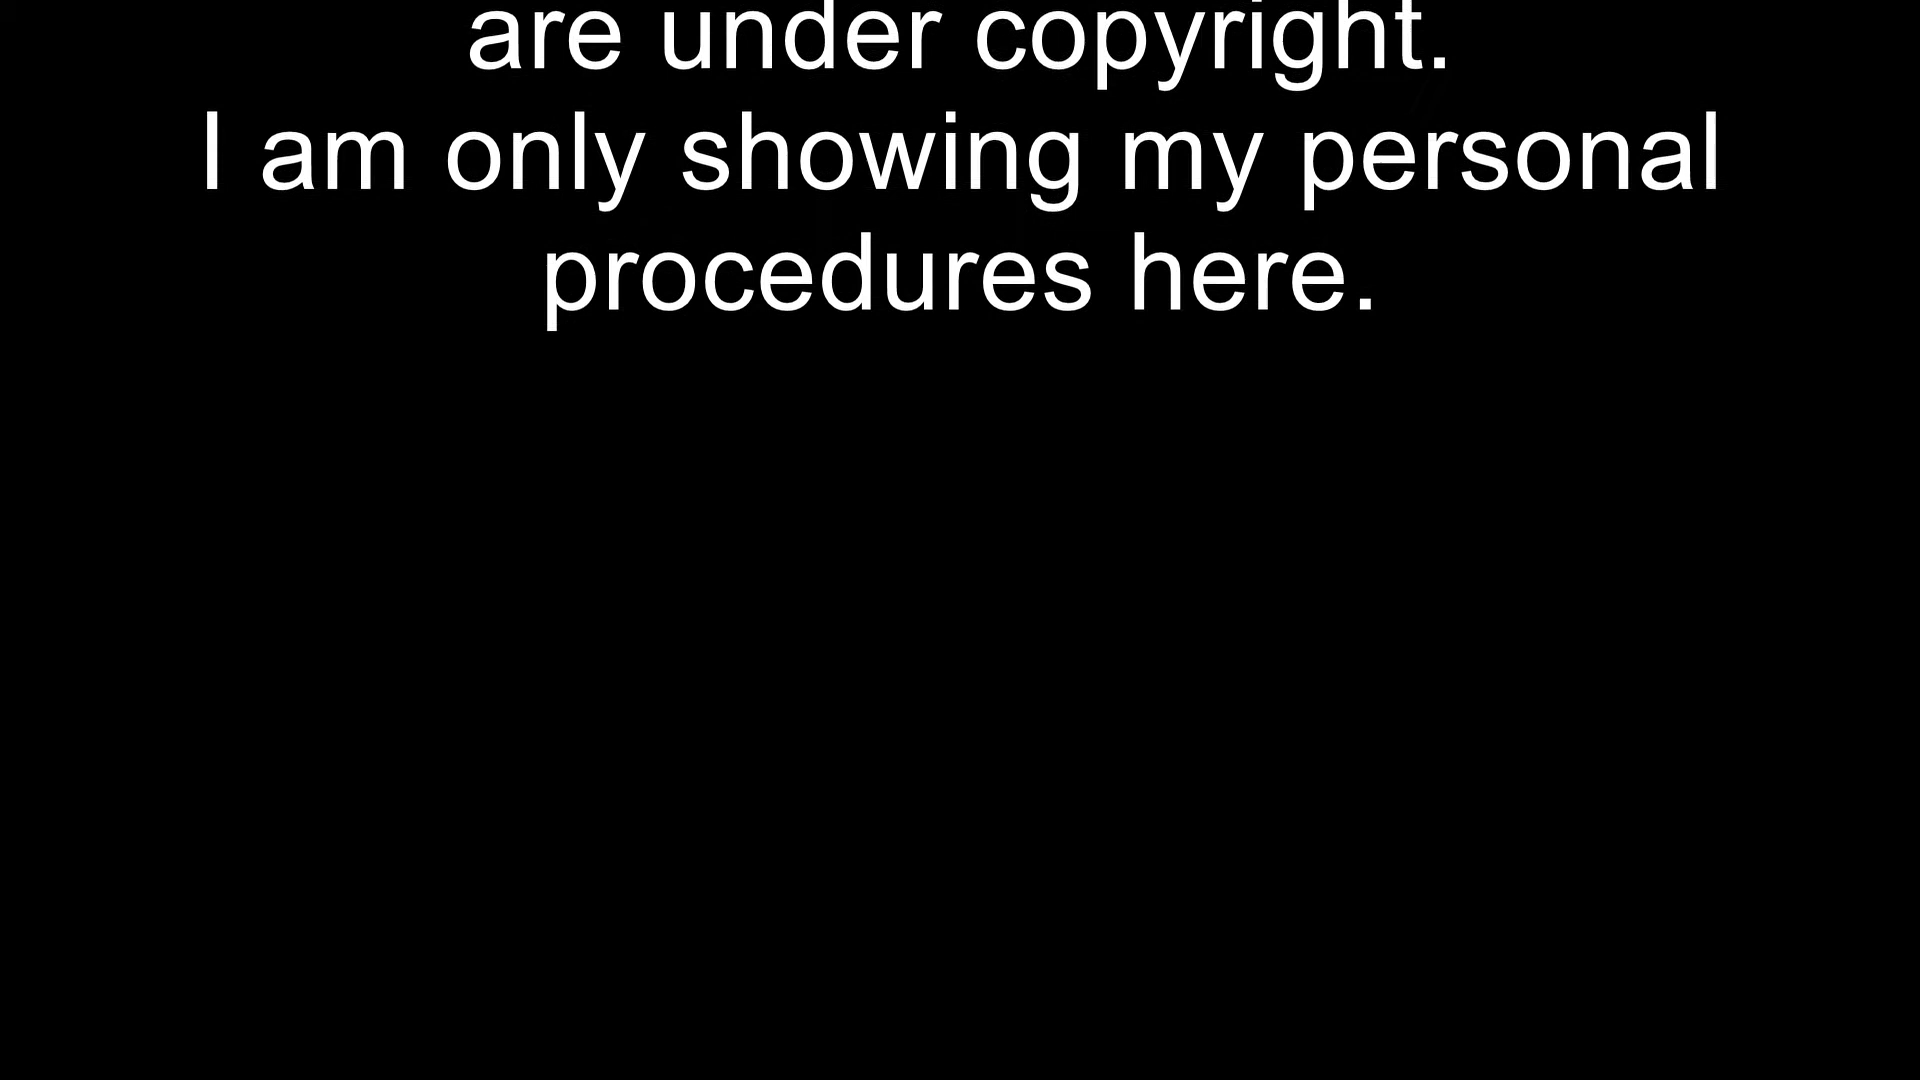 are under copyright.
I am only showing my personal
procedures here.